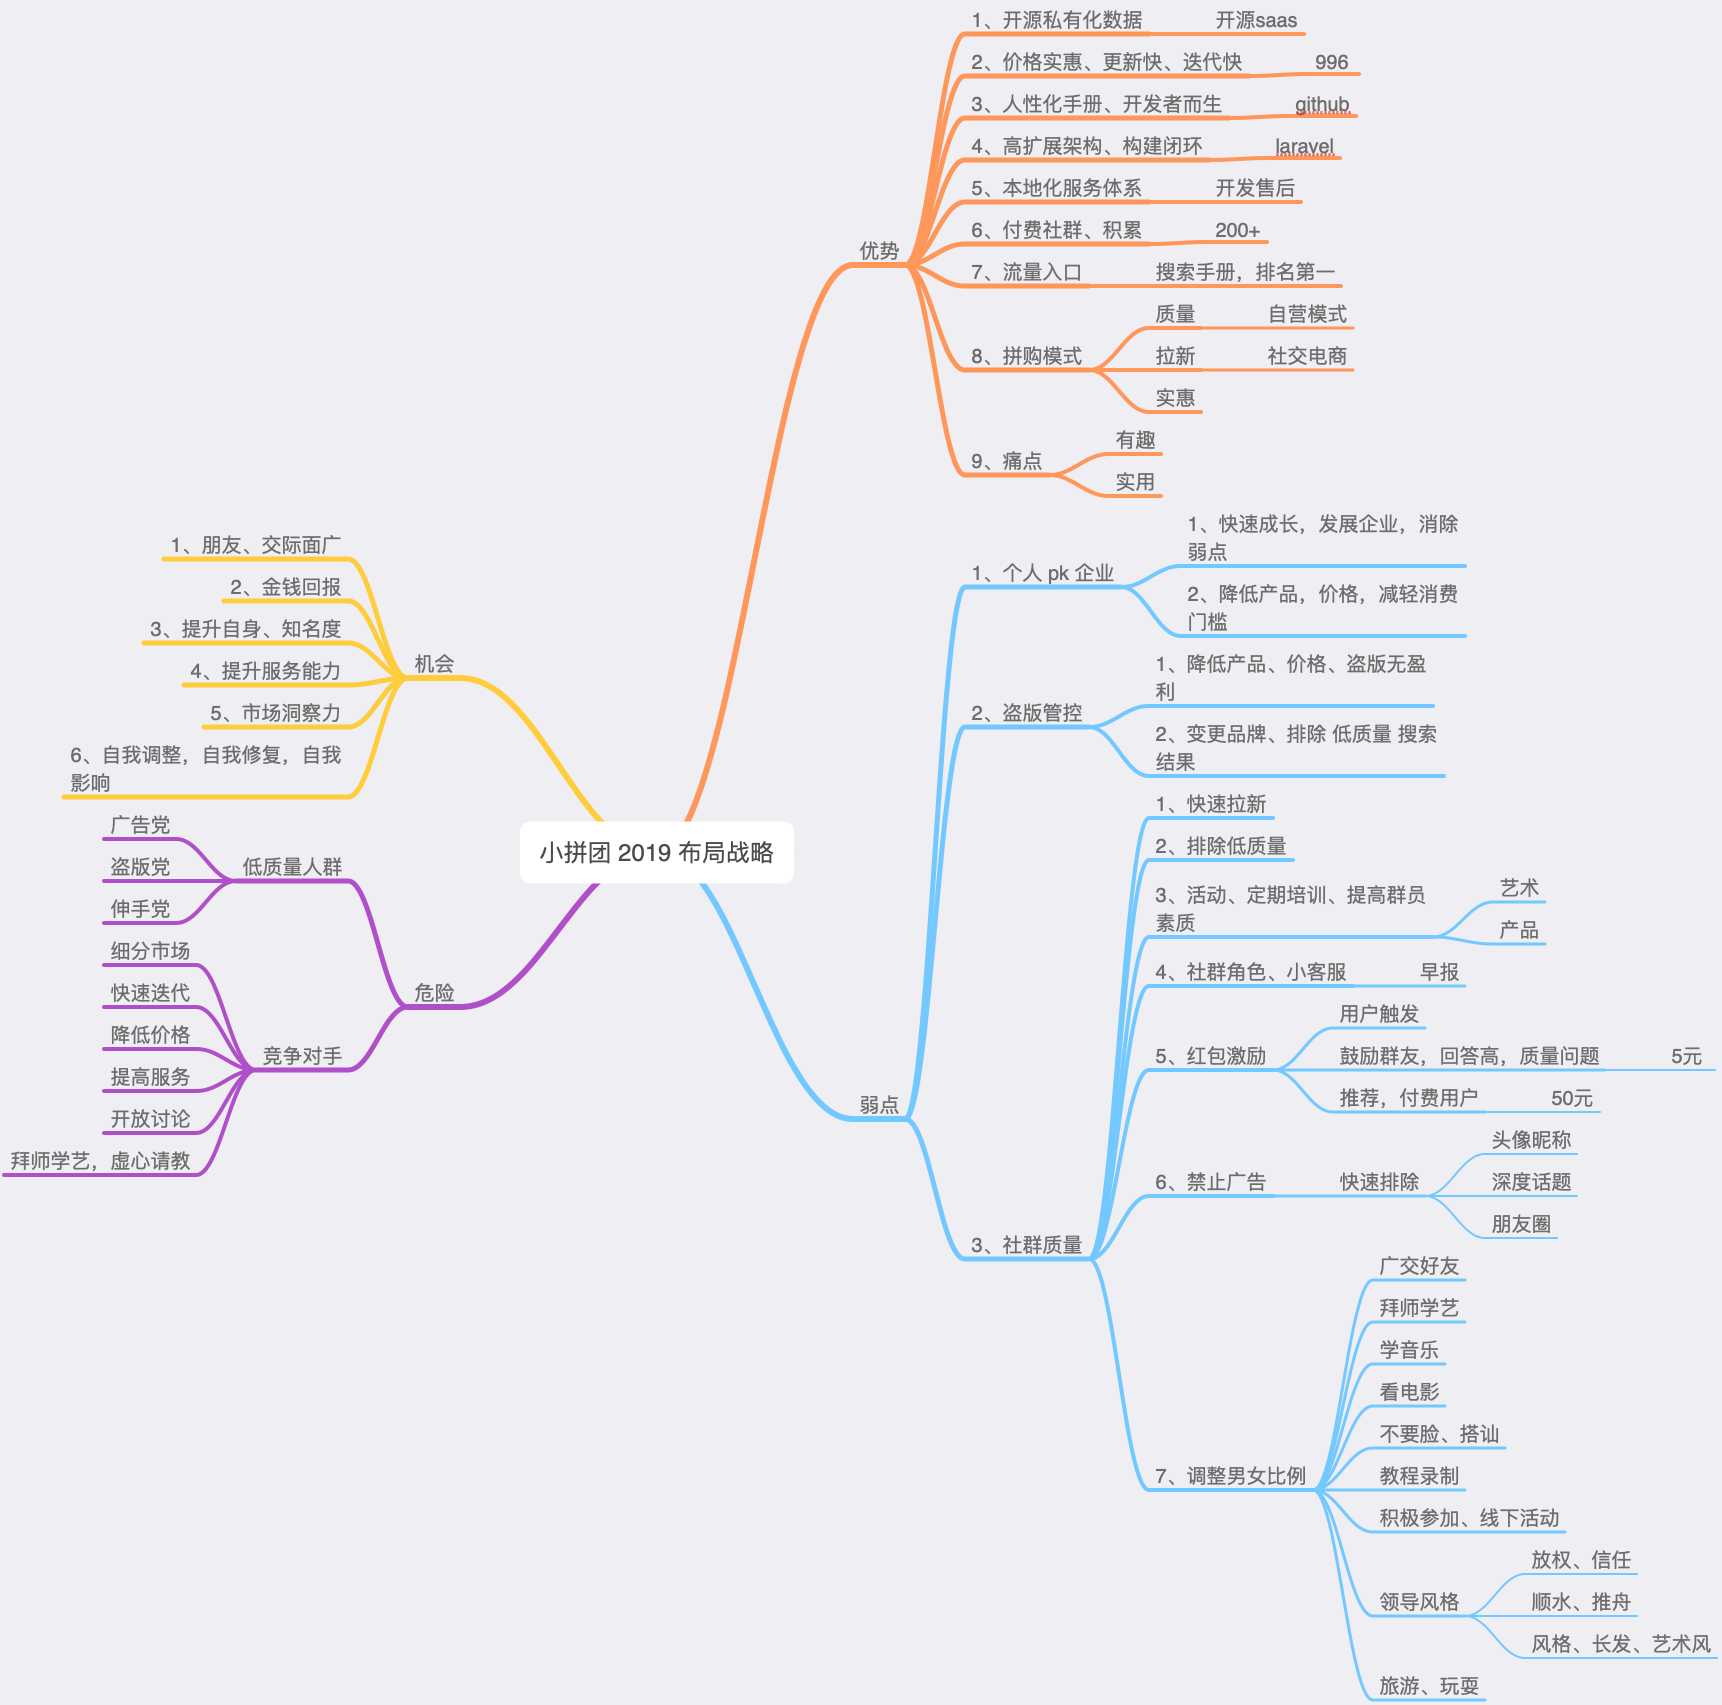 小拼团 2019 布局战略
优势
1、开源私有化数据
开源saas
2、价格实惠、更新快、迭代快
996
3、人性化手册、开发者而生
github
4、高扩展架构、构建闭环
laravel
5、本地化服务体系
开发售后
6、付费社群、积累
200+
7、流量入口
搜索手册，排名第一
8、拼购模式
质量
自营模式
拉新
社交电商
实惠
9、痛点
有趣
实用
弱点
1、个人 pk 企业
1、快速成长，发展企业，消除
弱点
2、降低产品，价格，减轻消费
门槛
2、盗版管控
1、降低产品、价格、盗版无盈
利
2、变更品牌、排除 低质量 搜索
结果
3、社群质量
1、快速拉新
2、排除低质量
3、活动、定期培训、提高群员
素质
艺术
产品
4、社群角色、小客服
早报
5、红包激励
用户触发
鼓励群友，回答高，质量问题
5元
推荐，付费用户
50元
6、禁止广告
快速排除
头像昵称
深度话题
朋友圈
7、调整男女比例
广交好友
拜师学艺
学音乐
看电影
不要脸、搭讪
教程录制
积极参加、线下活动
领导风格
放权、信任
顺水、推舟
风格、长发、艺术风
旅游、玩耍
机会
1、朋友、交际面广
2、金钱回报
3、提升自身、知名度
4、提升服务能力
5、市场洞察力
6、自我调整，自我修复，自我
影响
危险
低质量人群
广告党
盗版党
伸手党
竞争对手
细分市场
快速迭代
降低价格
提高服务
开放讨论
拜师学艺，虚心请教